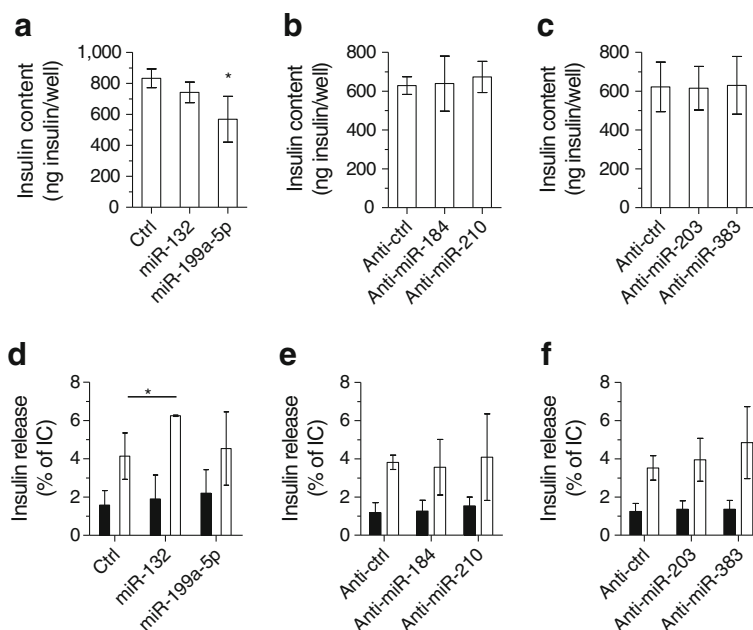 a
Insulin content
(ng insulin/well)
1,000
800
600
400
200
0
*
Ctrl
miR-132
miR-199a-5p
b
Insulin content
(ng insulin/well)
800
600
400
200
0
Anti-ctrl
Anti-miR-184
Anti-miR-210
c
Insulin content
(ng insulin/well)
800
600
400
200
0
Anti-ctrl
Anti-miR-203
Anti-miR-383
d
Insulin release
(% of IC)
8
6
4
2
0
*
Ctrl
miR-132
miR-199a-5p
e
Insulin release
(% of IC)
8
6
4
2
0
Anti-ctrl
Anti-miR-184
Anti-miR-210
f
Insulin release
(% of IC)
8
6
4
2
0
Anti-ctrl
Anti-miR-203
Anti-miR-383